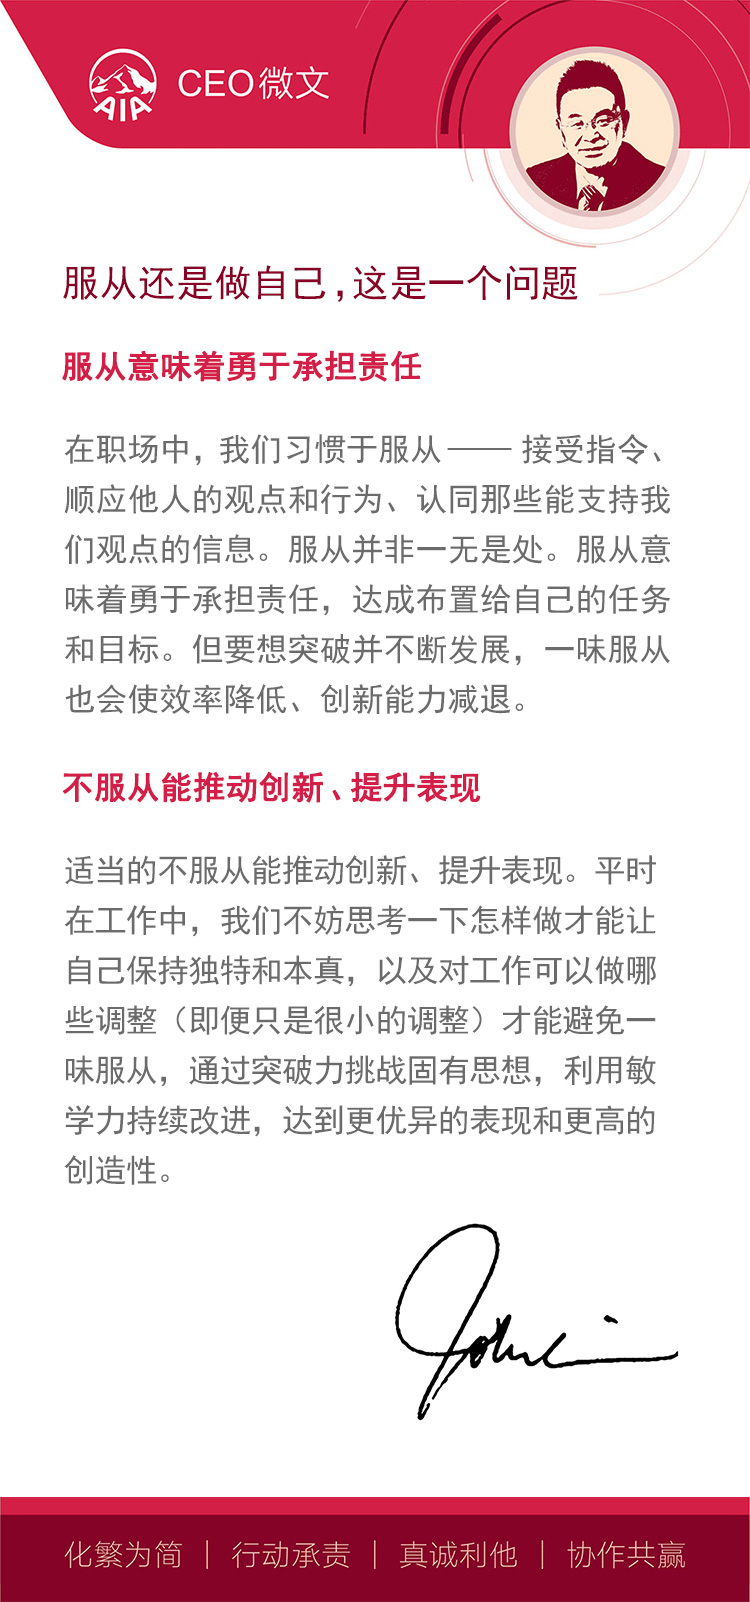 AIA
CEO微文
服从还是做自己,这是一个问题
服从意味着勇于承担责任
在职场中，我们习惯于服从 —— 接受指令、
顺应他人的观点和行为、认同那些能支持我
们观点的信息。服从并非一无是处。服从意
味着勇于承担责任，达成布置给自己的任务
和目标。但要想突破并不断发展，一味服从
也会使效率降低、创新能力减退。
不服从能推动创新、提升表现
适当的不服从能推动创新、提升表现。平时
在工作中，我们不妨思考一下怎样做才能让
自己保持独特和本真，以及对工作可以做哪
些调整（即便只是很小的调整）才能避免一
味服从，通过突破力挑战固有思想，利用敏
学力持续改进，达到更优异的表现和更高的
创造性。
化繁为简 | 行动承责 | 真诚利他 | 协作共赢